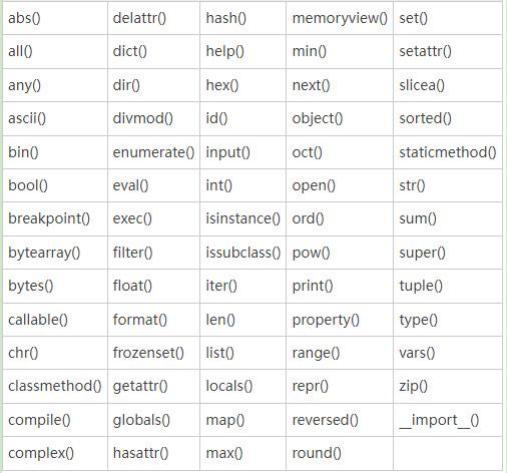 abs() delattr() hash() memoryview() set()
all() dict() help() min() setattr()
any() dir() hex() next() slicea()
ascii() divmod() id() object() sorted()
bin() enumerate() input() oct() staticmethod()
bool() eval() int() open() str()
breakpoint() exec() isinstance() ord() sum()
bytearray() filter() issubclass() pow() super()
bytes() float() iter() print() tuple()
callable() format() len() property() type()
chr() frozenset() list() range() vars()
classmethod() getattr() locals() repr() zip()
compile() globals() map() reversed() __import__()
complex() hasattr() max() round()